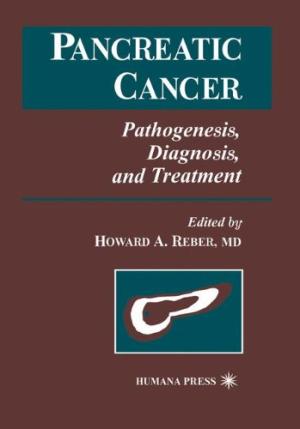 PANCREATIC
CANCER
Pathogenesis,
Diagnosis,
and Treatment
Edited by
HOWARD A. REBER, MD
HUMANA PRESS